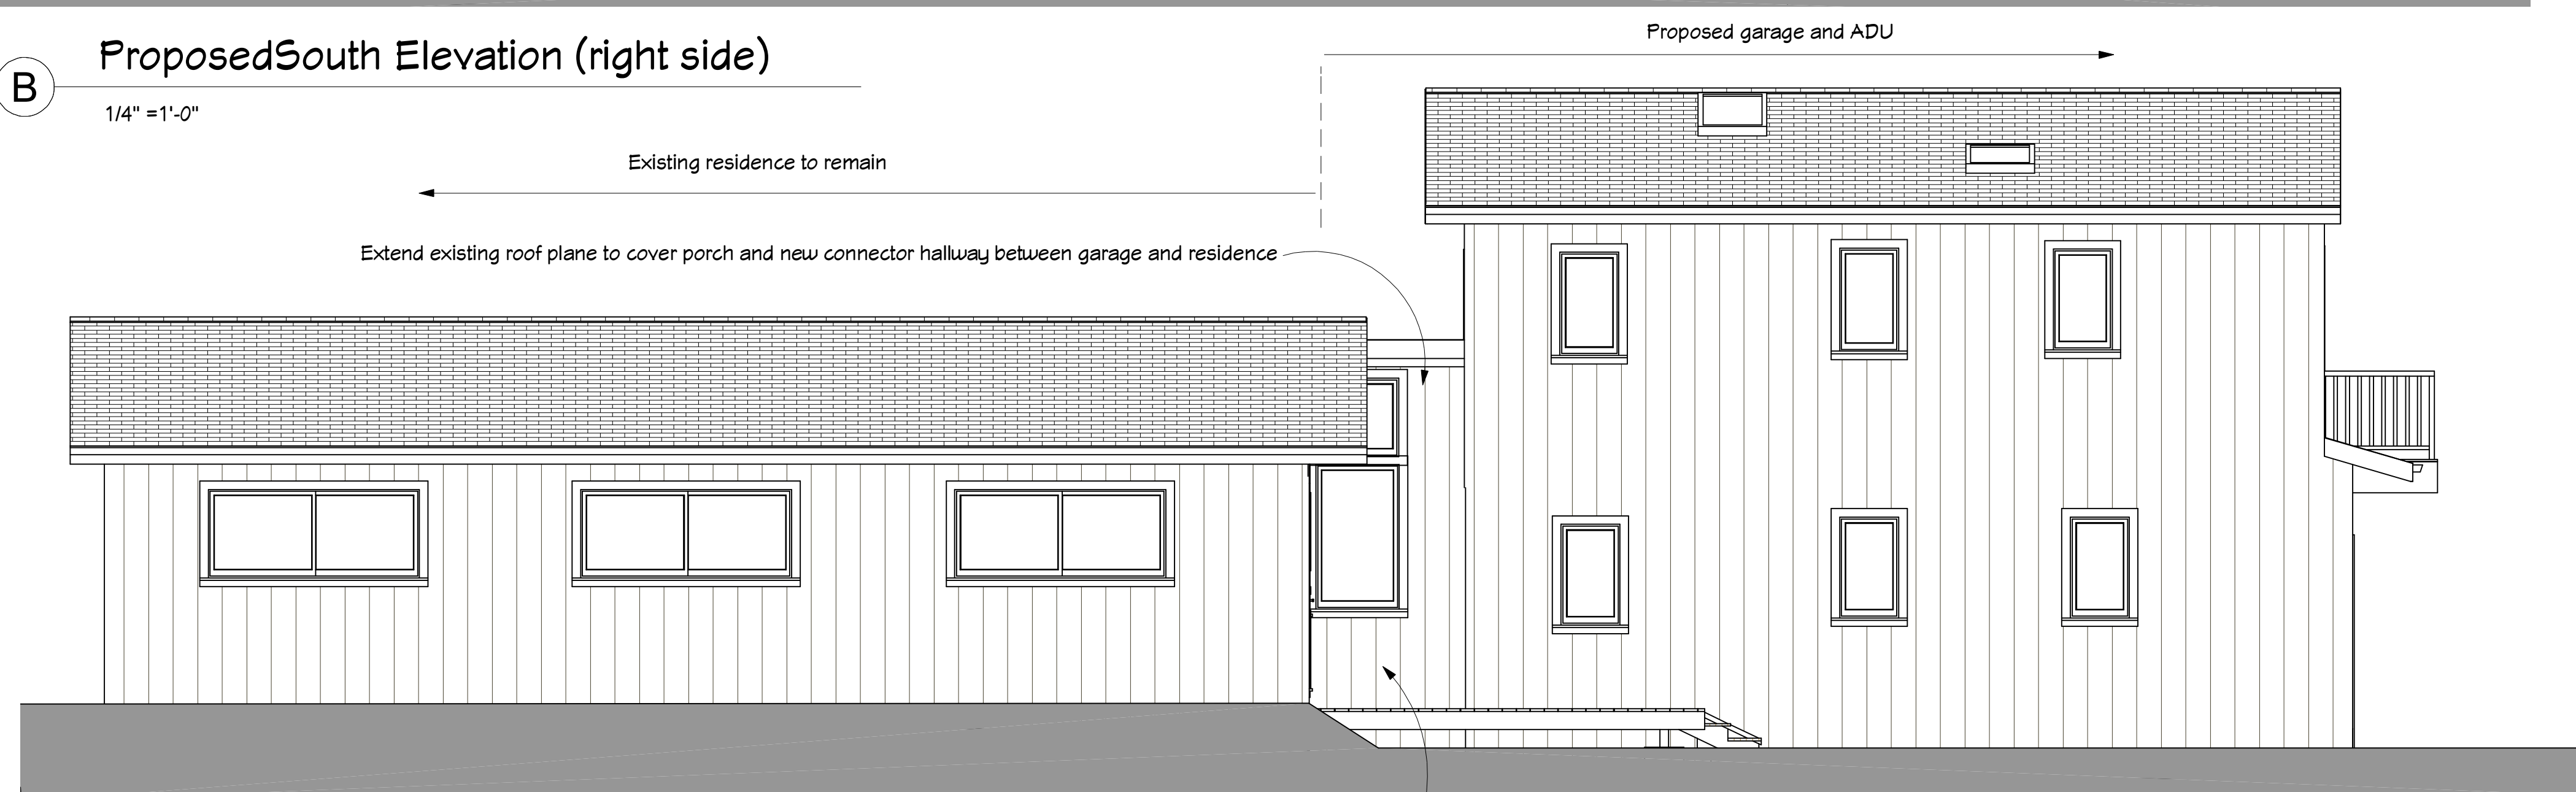 Proposed garage and ADU
ProposedSouth Elevation (right side)
B
1/4" =1'-0"
Existing residence to remain
Extend existing roof plane to cover porch and new connector hallway between garage and residence